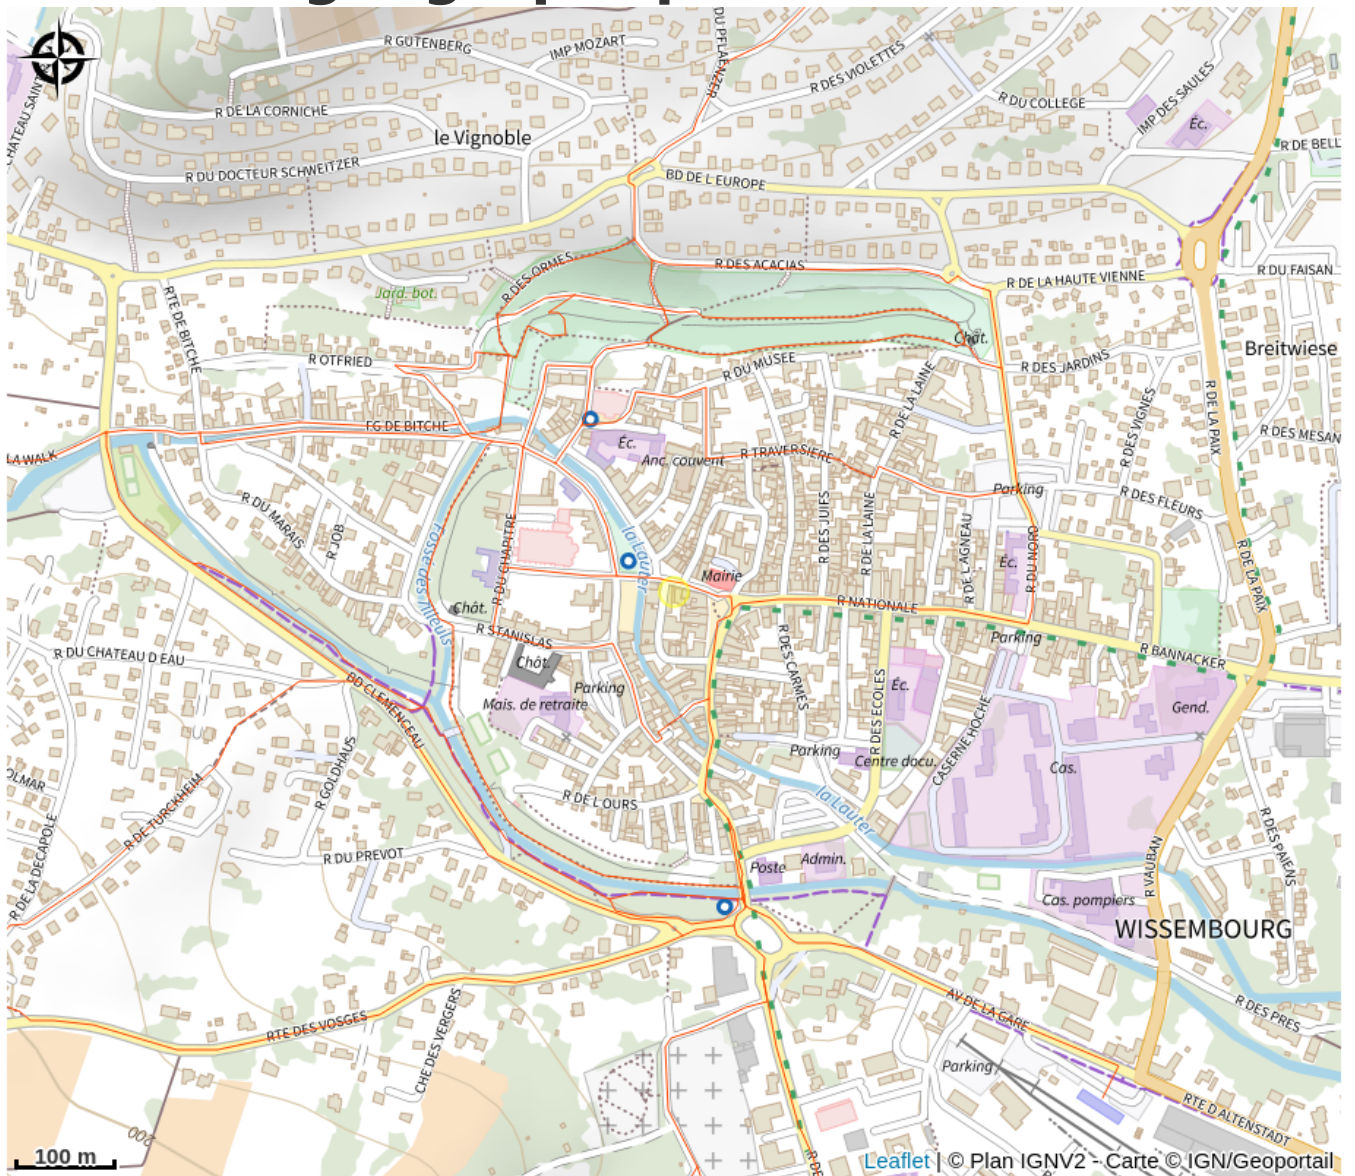 R GUTENBERG
IMP MOZART
DU PFLAENZER
R DES VIOLETTES
R DE LA CORNICHE
R DU COLLEGE
IMP DES SAULES
Éc.
le Vignoble
R DE BELL
R DU DOCTEUR SCHWEITZER
BD DE L EUROPE
R DES ORMES
R DES ACACIAS
R DE LA HAUTE VIENNE
R DU FAISAN
Jard. bot.
RTE DE BITCHE
Chât.
Breitwiese
R OTFRIED
R DU MUSEE
R DES JARDINS
R DE LA LAINE
R DES VIGNES
R DE LA PAIX
FG DE BITCHE
Éc.
R DES MESAN
LA WALK
Anc. couvent
R TRAVERSIERE
Parking
R DES FLEURS
R DU MARAIS
R JOB
Fossé des Tilleuls
R DU CHAPITRE
la Lauter
R DES JUIFS
R DE LA LAINE
R DE L AGNEAU
R DU NORD
Éc.
R DE LA PAIX
Mairie
R NATIONALE
Chât.
R STANISLAS
Parking
R BANNACKER
R DU CHATEAU D EAU
Chât.
R DES CARMES
Éc.
BD CLEMENCEAU
Parking
Mais. de retraite
R DES ECOLES
Gend.
CASERNE HOCHE
Parking
Centre docu.
Cas.
OLMAR
R GOLDHAUS
R DE TURCKHEIM
R DE L OURS
la Lauter
R DE LA DECAPOLE
R DU PREVOT
Poste
Admin.
R VAUBAN
R DES PAIENS
Cas. pompiers
WISSEMBOURG
RTE DES VOSGES
CHE DES VERGERS
AV DE LA GARE
R DES PRES
Parking
RTE D ALTENSTADT
200
100 m
Leaflet | © Plan IGNV2 - Carte © IGN/Geoportail